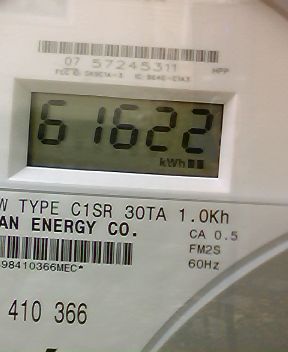 07 57245311
HPP
61622
kWh
W TYPE C1SR 30TA 1.0Kh
AN ENERGY CO.
CA 0.5
FM2S
60Hz
98410366MEC*
410 366